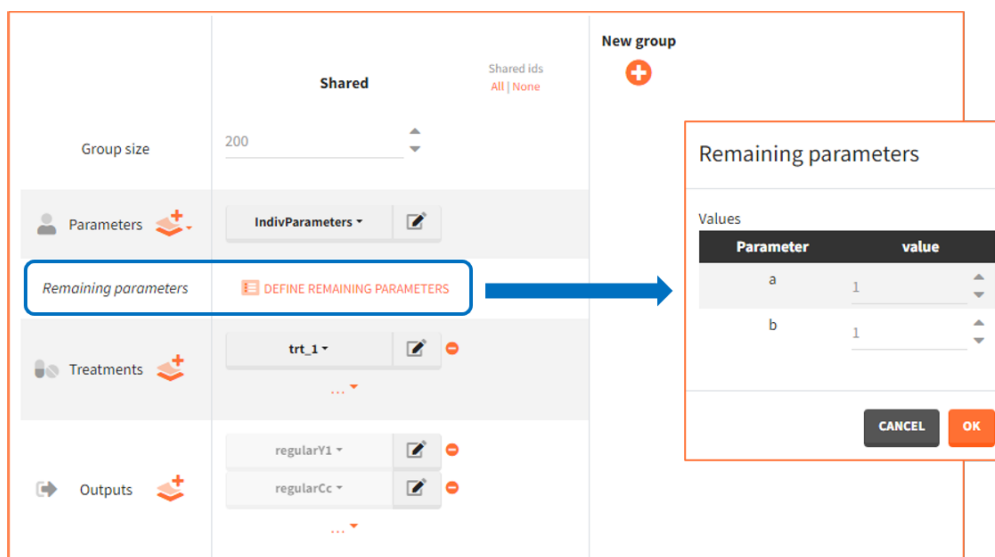 New group
Shared
Shared ids
All | None
Group size
200
Parameters
IndivParameters
Remaining parameters
DEFINE REMAINING PARAMETERS
Treatments
trt_1
...
Outputs
regularY1
regularCc
...
Remaining parameters
Values
Parameter value
a 1
b 1
CANCEL OK